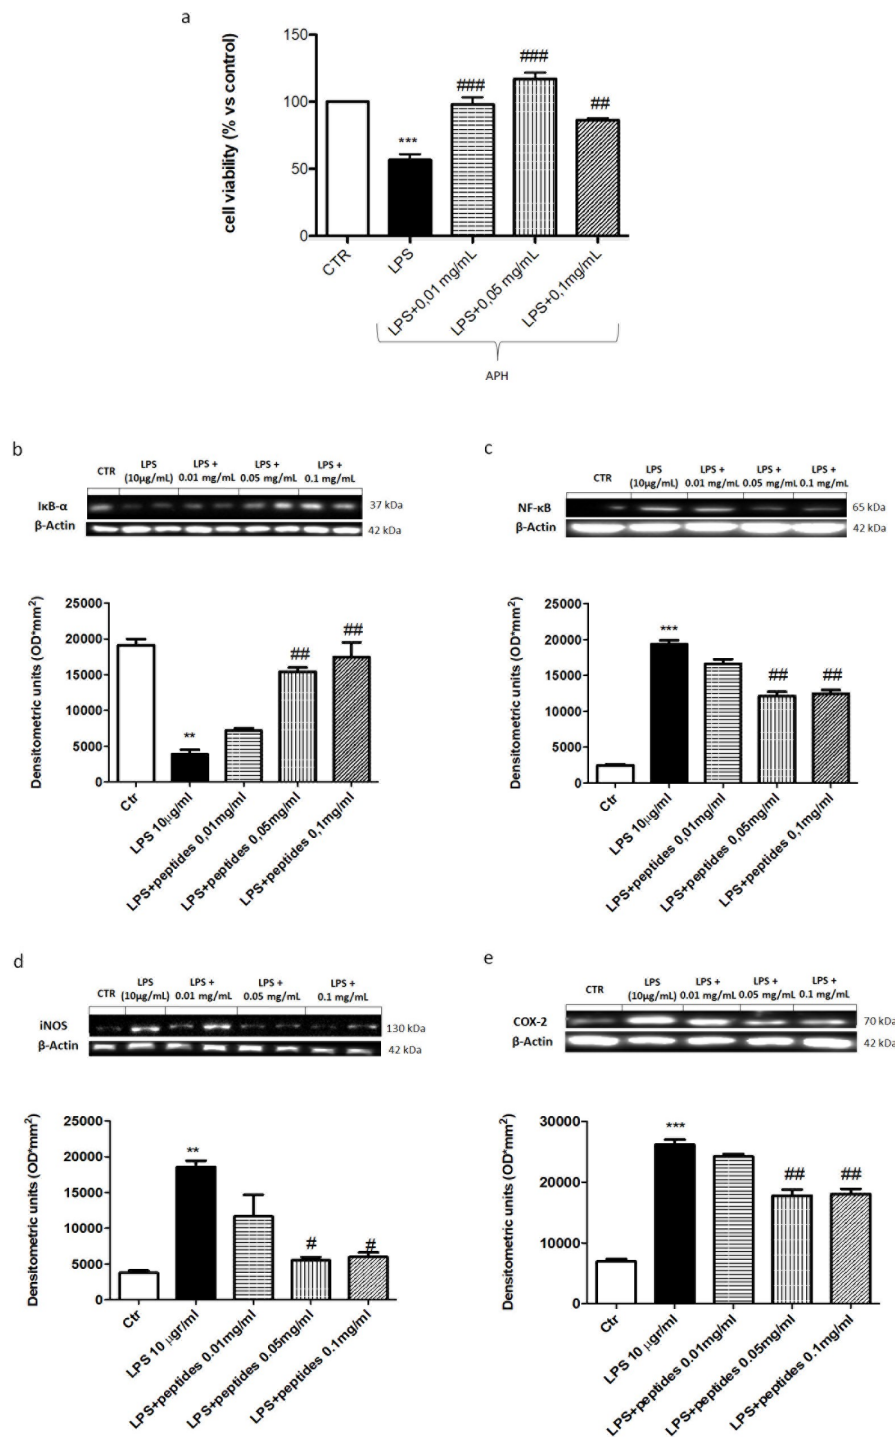 a
cell viability (% vs control)
150
100
50
0
***
###
###
##
CTR
LPS
LPS+0,01 mg/mL
LPS+0,05 mg/mL
LPS+0,1mg/mL
APH
b
CTR
LPS
(10µg/mL)
LPS +
0.01 mg/mL
LPS +
0.05 mg/mL
LPS +
0.1 mg/mL
IκB-α
37 kDa
β-Actin
42 kDa
Densitometric units (OD*mm²)
25000
20000
15000
10000
5000
0
**
##
##
Ctr
LPS 10µg/ml
LPS+peptides 0,01mg/ml
LPS+peptides 0,05mg/ml
LPS+peptides 0,1mg/ml
c
CTR
LPS
(10µg/mL)
LPS +
0.01 mg/mL
LPS +
0.05 mg/mL
LPS +
0.1 mg/mL
NF-κB
65 kDa
β-Actin
42 kDa
Densitometric units (OD*mm²)
25000
20000
15000
10000
5000
0
***
##
##
Ctr
LPS 10µg/ml
LPS+peptides 0,01mg/ml
LPS+peptides 0,05mg/ml
LPS+peptides 0,1mg/ml
d
CTR
LPS
(10µg/mL)
LPS +
0.01 mg/mL
LPS +
0.05 mg/mL
LPS +
0.1 mg/mL
iNOS
130 kDa
β-Actin
42 kDa
Densitometric units (OD*mm²)
25000
20000
15000
10000
5000
0
**
#
#
Ctr
LPS 10 µgr/ml
LPS+peptides 0.01mg/ml
LPS+peptides 0.05mg/ml
LPS+peptides 0.1mg/ml
e
CTR
LPS
(10µg/mL)
LPS +
0.01 mg/mL
LPS +
0.05 mg/mL
LPS +
0.1 mg/mL
COX-2
70 kDa
β-Actin
42 kDa
Densitometric units (OD*mm²)
30000
20000
10000
0
***
##
##
Ctr
LPS 10 µgr/ml
LPS+peptides 0.01mg/ml
LPS+peptides 0.05mg/ml
LPS+peptides 0.1mg/ml